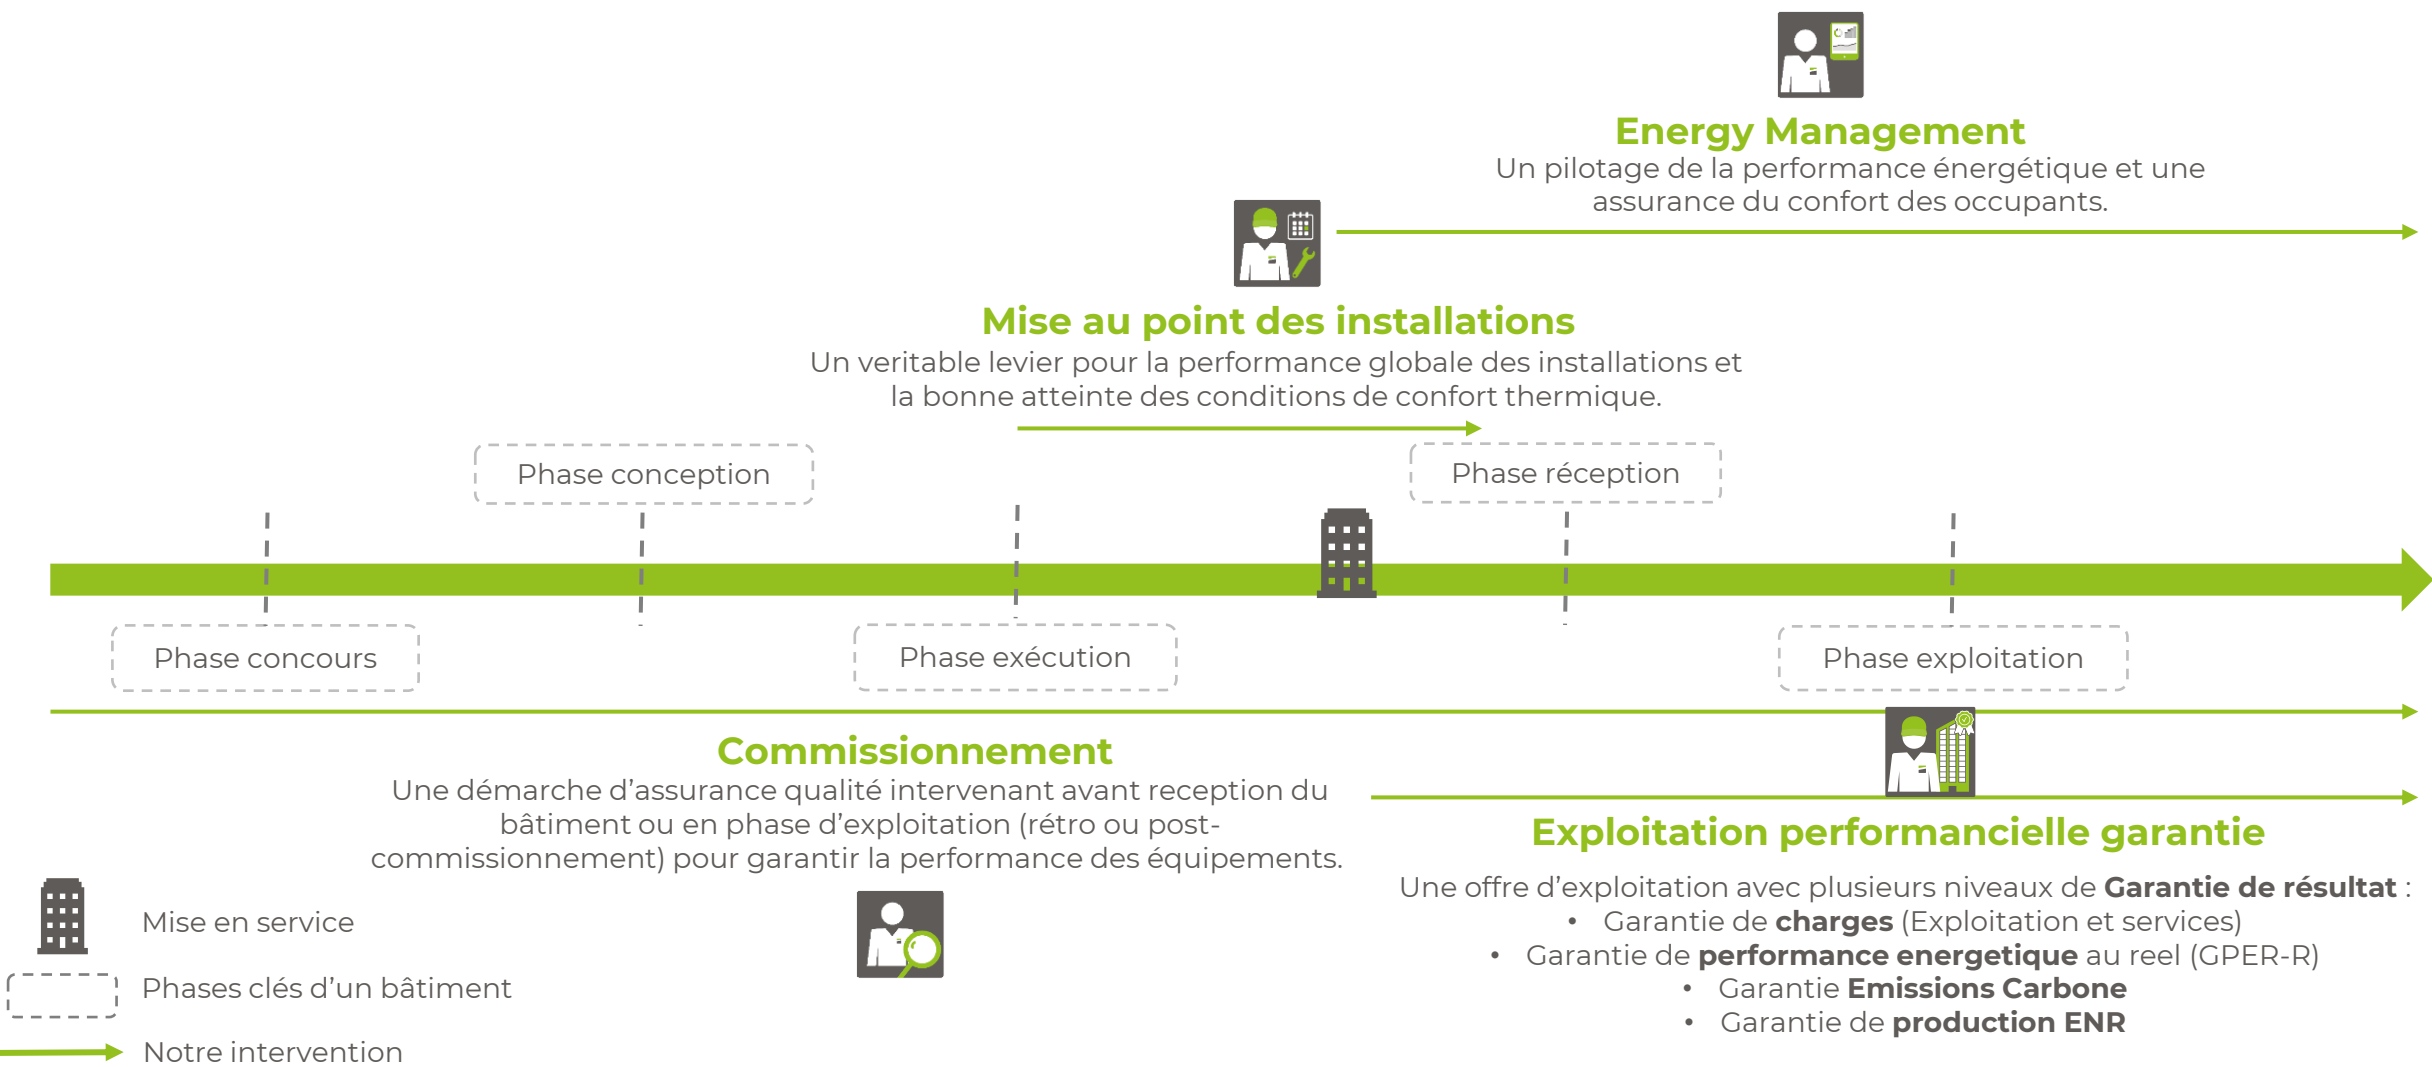 Energy Management
Un pilotage de la performance énergétique et une
assurance du confort des occupants.
Mise au point des installations
Un veritable levier pour la performance globale des installations et
la bonne atteinte des conditions de confort thermique.
Phase conception
Phase réception
Phase concours
Phase exécution
Phase exploitation
Commissionnement
Une démarche d’assurance qualité intervenant avant reception du
bâtiment ou en phase d’exploitation (rétro ou post-
commissionnement) pour garantir la performance des équipements.
Exploitation performancielle garantie
Une offre d’exploitation avec plusieurs niveaux de Garantie de résultat :
• Garantie de charges (Exploitation et services)
• Garantie de performance energetique au reel (GPER-R)
• Garantie Emissions Carbone
• Garantie de production ENR
Mise en service
Phases clés d’un bâtiment
Notre intervention